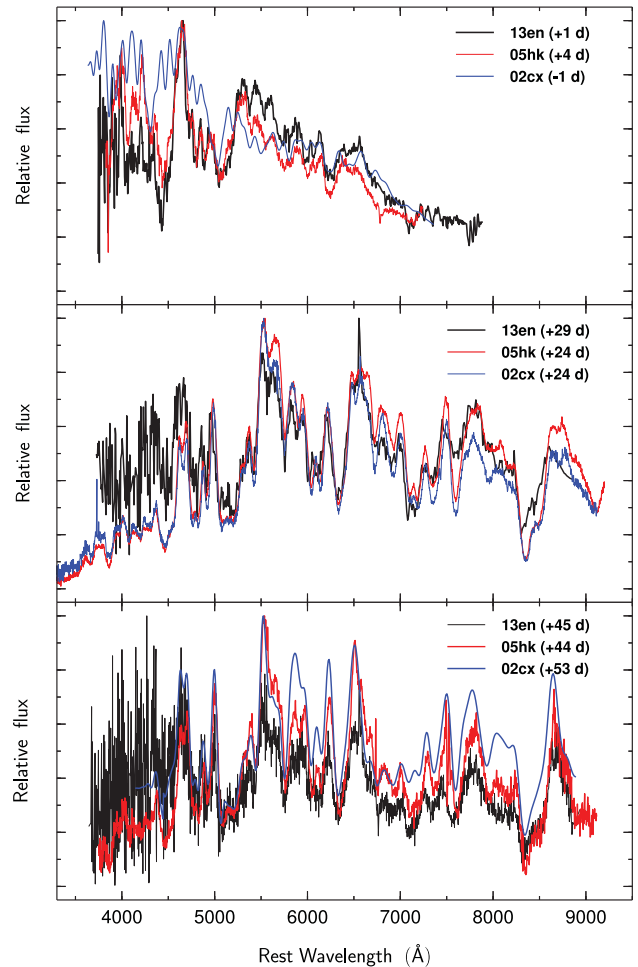 13en (+1 d)
05hk (+4 d)
02cx (-1 d)
Relative flux
13en (+29 d)
05hk (+24 d)
02cx (+24 d)
Relative flux
13en (+45 d)
05hk (+44 d)
02cx (+53 d)
Relative flux
4000 5000 6000 7000 8000 9000
Rest Wavelength (Å)